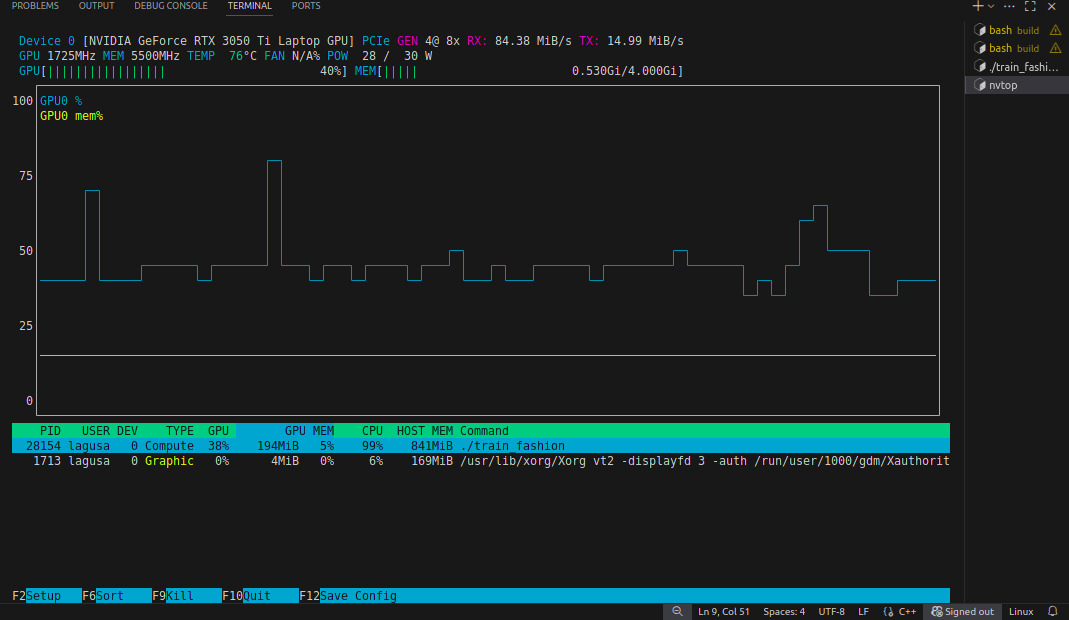 PROBLEMS OUTPUT DEBUG CONSOLE TERMINAL PORTS
Device 0 [NVIDIA GeForce RTX 3050 Ti Laptop GPU] PCIe GEN 4@ 8x RX: 84.38 MiB/s TX: 14.99 MiB/s
GPU 1725MHz MEM 5500MHz TEMP 76°C FAN N/A% POW 28 / 30 W
GPU[||||||||||||||||| 40%] MEM[||||| 0.530Gi/4.000Gi]
bash build
bash build
./train_fashi...
nvtop
100
GPU0 %
GPU0 mem%
75
50
25
0
PID USER DEV TYPE GPU GPU MEM CPU HOST MEM Command
28154 lagusa 0 Compute 38% 194MiB 5% 99% 841MiB ./train_fashion
1713 lagusa 0 Graphic 0% 4MiB 0% 6% 169MiB /usr/lib/xorg/Xorg vt2 -displayfd 3 -auth /run/user/1000/gdm/Xauthorit
F2Setup F6Sort F9Kill F10Quit F12Save Config
Ln 9, Col 51 Spaces: 4 UTF-8 LF {} C++ Signed out Linux